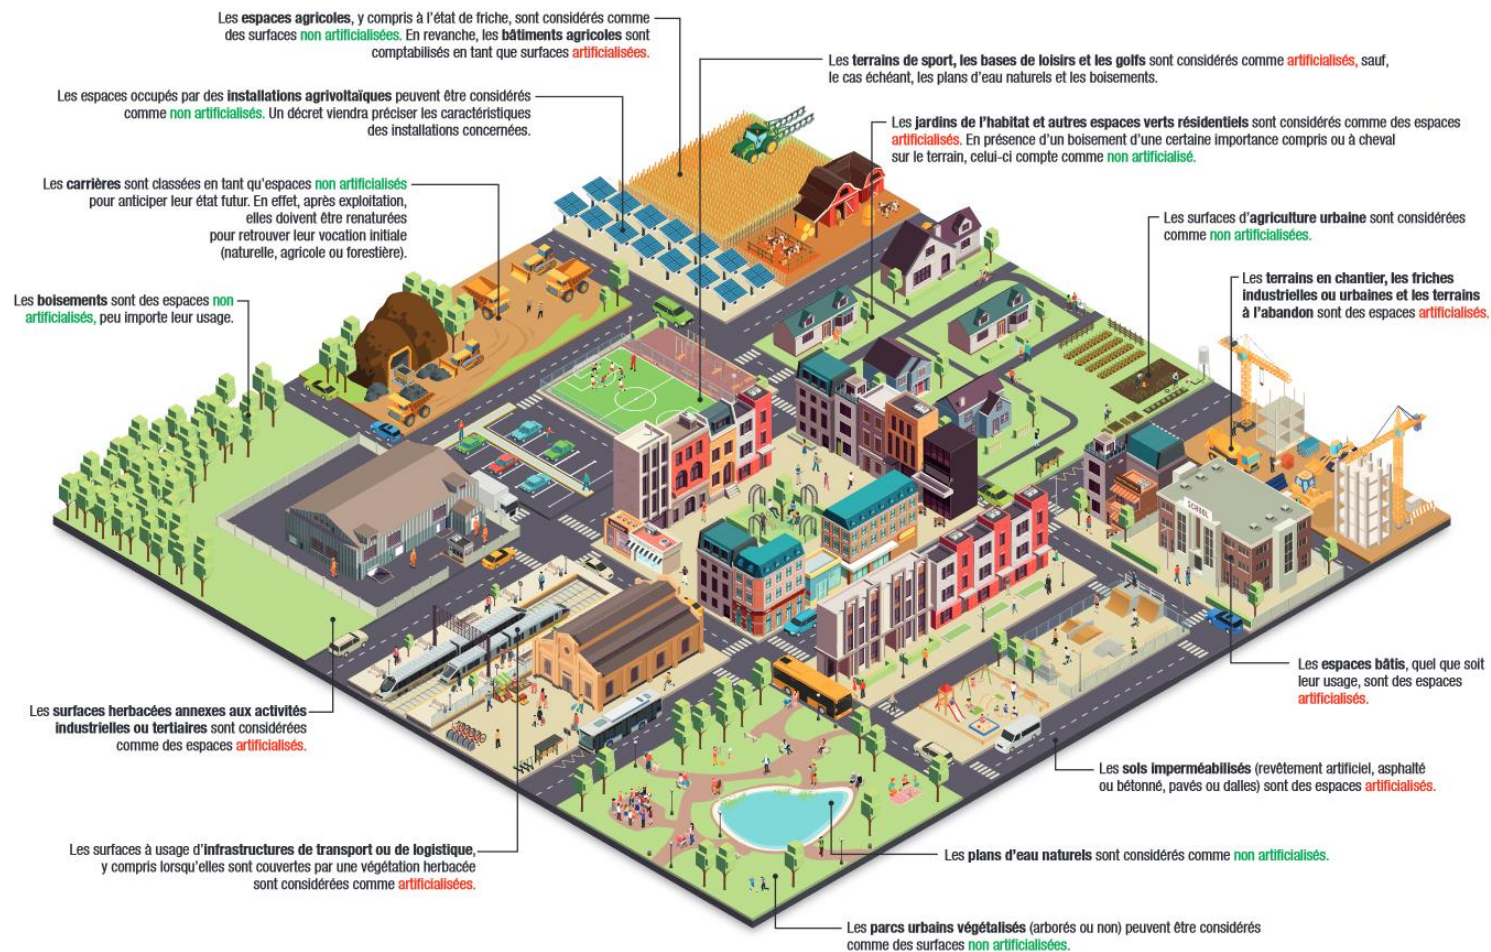 Les espaces agricoles, y compris à l'état de friche, sont considérés comme
des surfaces non artificialisées. En revanche, les bâtiments agricoles sont
comptabilisés en tant que surfaces artificialisées.
Les terrains de sport, les bases de loisirs et les golfs sont considérés comme artificialisés, sauf,
le cas échéant, les plans d'eau naturels et les boisements.
Les espaces occupés par des installations agrivoltaïques peuvent être considérés
comme non artificialisés. Un décret viendra préciser les caractéristiques
des installations concernées.
Les jardins de l'habitat et autres espaces verts résidentiels sont considérés comme des espaces
artificialisés. En présence d'un boisement d'une certaine importance compris ou à cheval
sur le terrain, celui-ci compte comme non artificialisé.
Les carrières sont classées en tant qu'espaces non artificialisés
pour anticiper leur état futur. En effet, après exploitation,
elles doivent être renaturées
pour retrouver leur vocation initiale
(naturelle, agricole ou forestière).
Les surfaces d'agriculture urbaine sont considérées
comme non artificialisées.
Les terrains en chantier, les friches
industrielles ou urbaines et les terrains
à l'abandon sont des espaces artificialisés.
Les boisements sont des espaces non
artificialisés, peu importe leur usage.
SCHOOL
Les espaces bâtis, quel que soit
leur usage, sont des espaces
artificialisés.
Les surfaces herbacées annexes aux activités
industrielles ou tertiaires sont considérées
comme des espaces artificialisés.
Les sols imperméabilisés (revêtement artificiel, asphalté
ou bétonné, pavés ou dalles) sont des espaces artificialisés.
Les surfaces à usage d'infrastructures de transport ou de logistique,
y compris lorsqu'elles sont couvertes par une végétation herbacée
sont considérées comme artificialisées.
Les plans d'eau naturels sont considérés comme non artificialisés.
Les parcs urbains végétalisés (arborés ou non) peuvent être considérés
comme des surfaces non artificialisées.